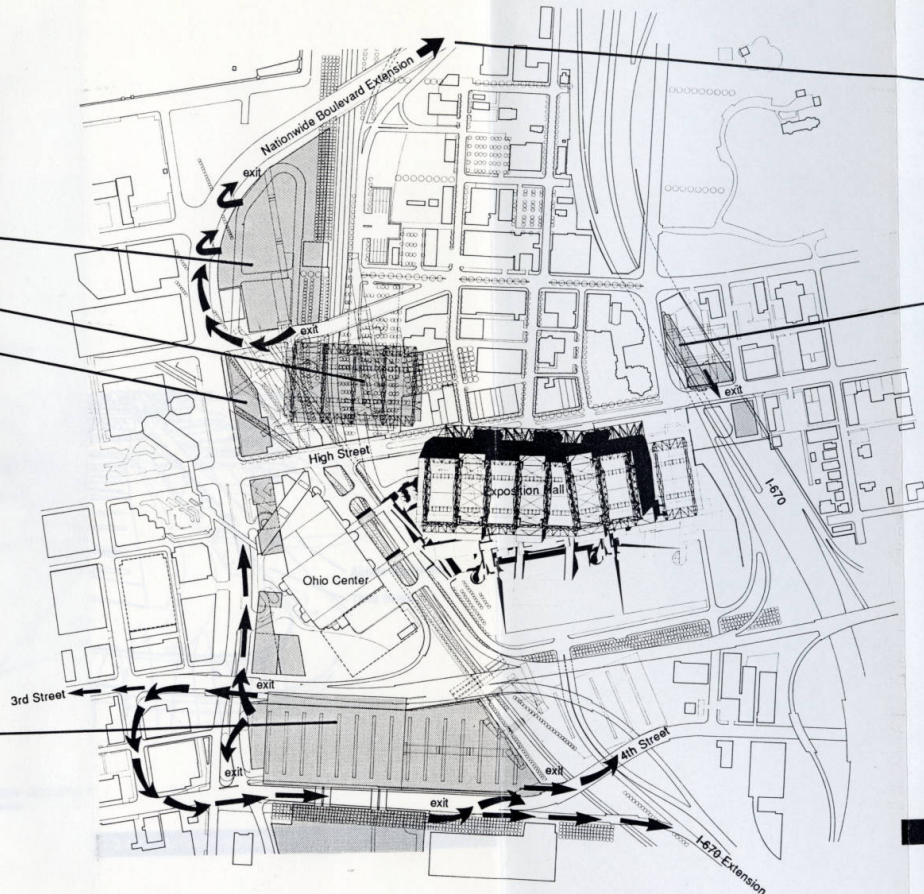 Nationwide Boulevard Extension
exit
exit
exit
High Street
Exposition Hall
I-670
Ohio Center
3rd Street
exit
4th Street
exit
exit
exit
I-670 Extension